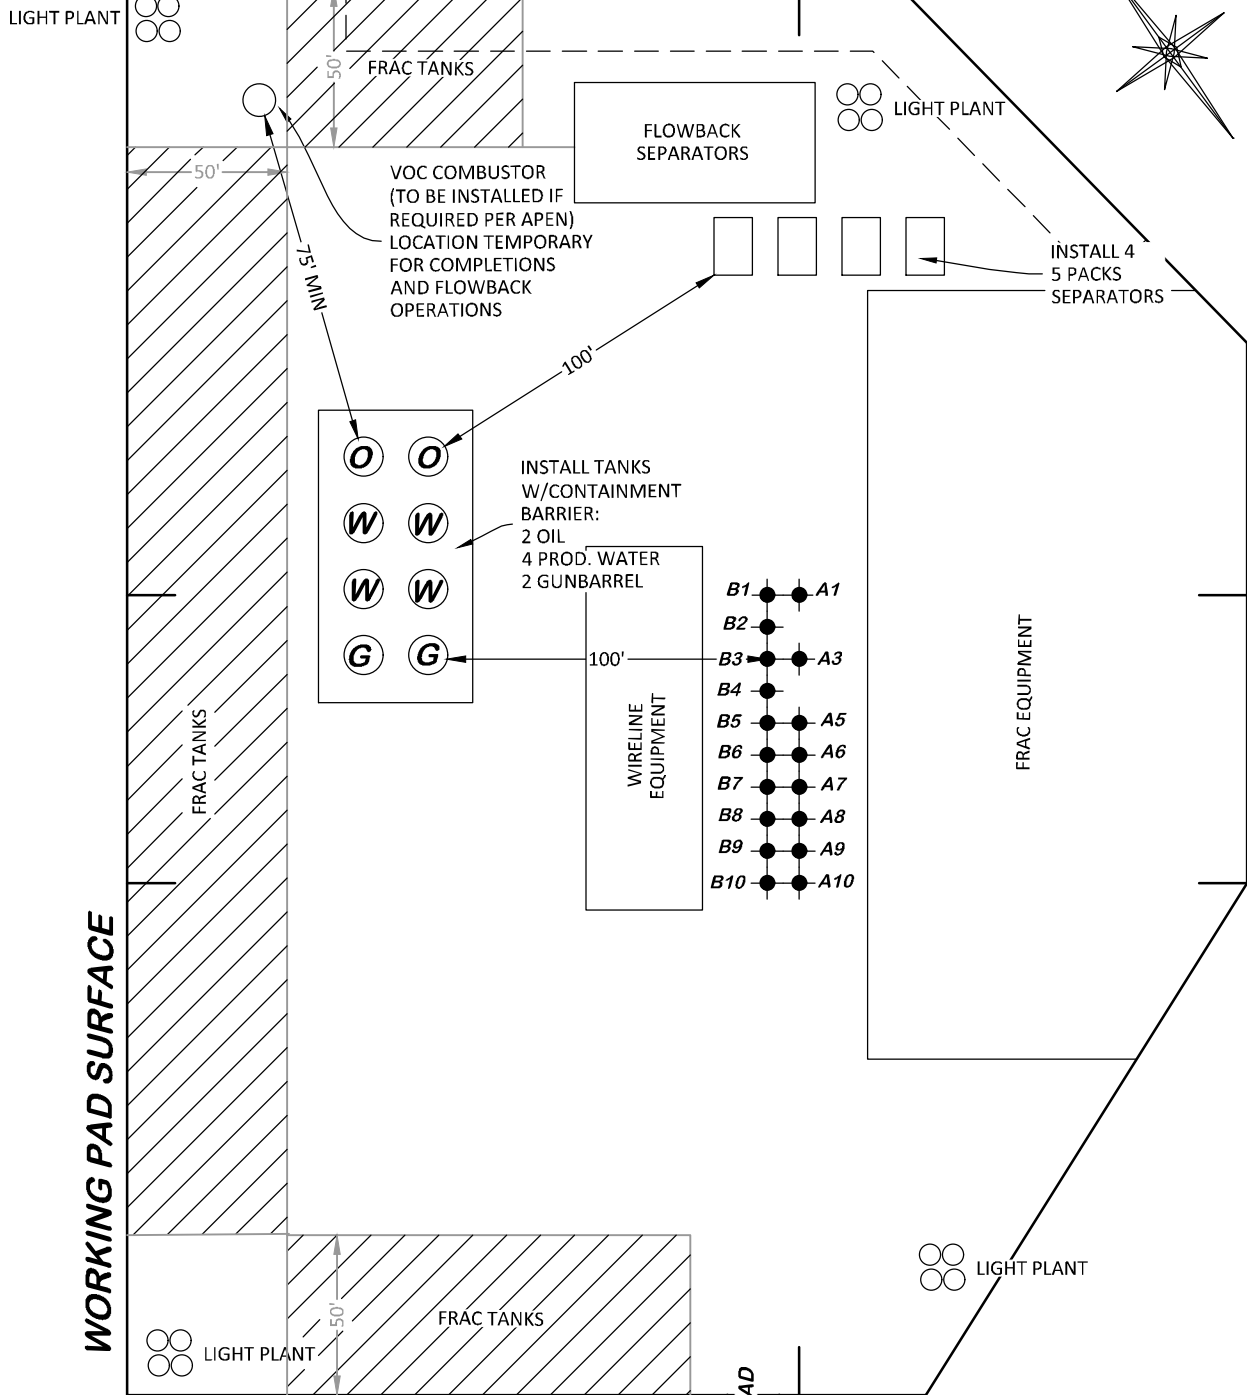 LIGHT PLANT
FRAC TANKS
50'
LIGHT PLANT
FLOWBACK
SEPARATORS
50'
VOC COMBUSTOR
(TO BE INSTALLED IF
REQUIRED PER APEN)
LOCATION TEMPORARY
FOR COMPLETIONS
AND FLOWBACK
OPERATIONS
75' MIN
INSTALL 4
5 PACKS
SEPARATORS
100'
O O
W W
W W
G G
INSTALL TANKS
W/CONTAINMENT
BARRIER:
2 OIL
4 PROD. WATER
2 GUNBARREL
100'
B1 A1
B2
B3 A3
B4
B5 A5
B6 A6
B7 A7
B8 A8
B9 A9
B10 A10
WIRELINE
EQUIPMENT
FRAC EQUIPMENT
FRAC TANKS
WORKING PAD SURFACE
LIGHT PLANT
FRAC TANKS
50'
LIGHT PLANT
AD